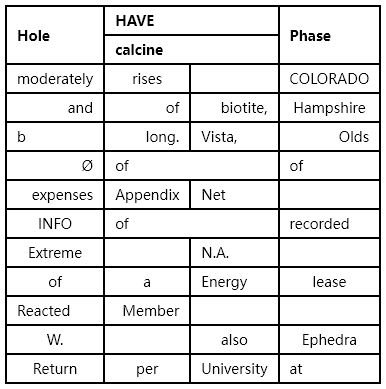 Hole HAVE Phase
calcine
moderately rises COLORADO
and of biotite, Hampshire
b long. Vista, Olds
Ø of of
expenses Appendix Net
INFO of recorded
Extreme N.A.
of a Energy lease
Reacted Member
W. also Ephedra
Return per University at